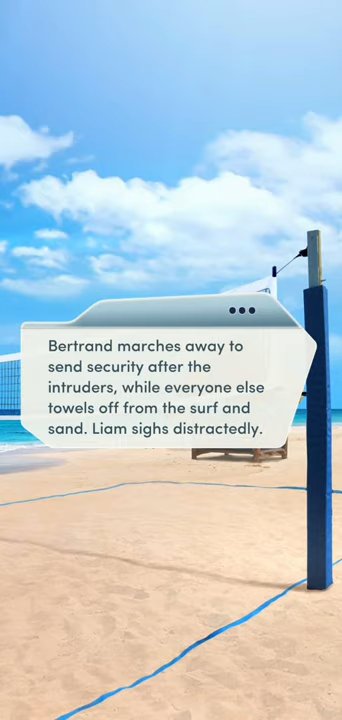 Bertrand marches away to
send security after the
intruders, while everyone else
towels off from the surf and
sand. Liam sighs distractedly.